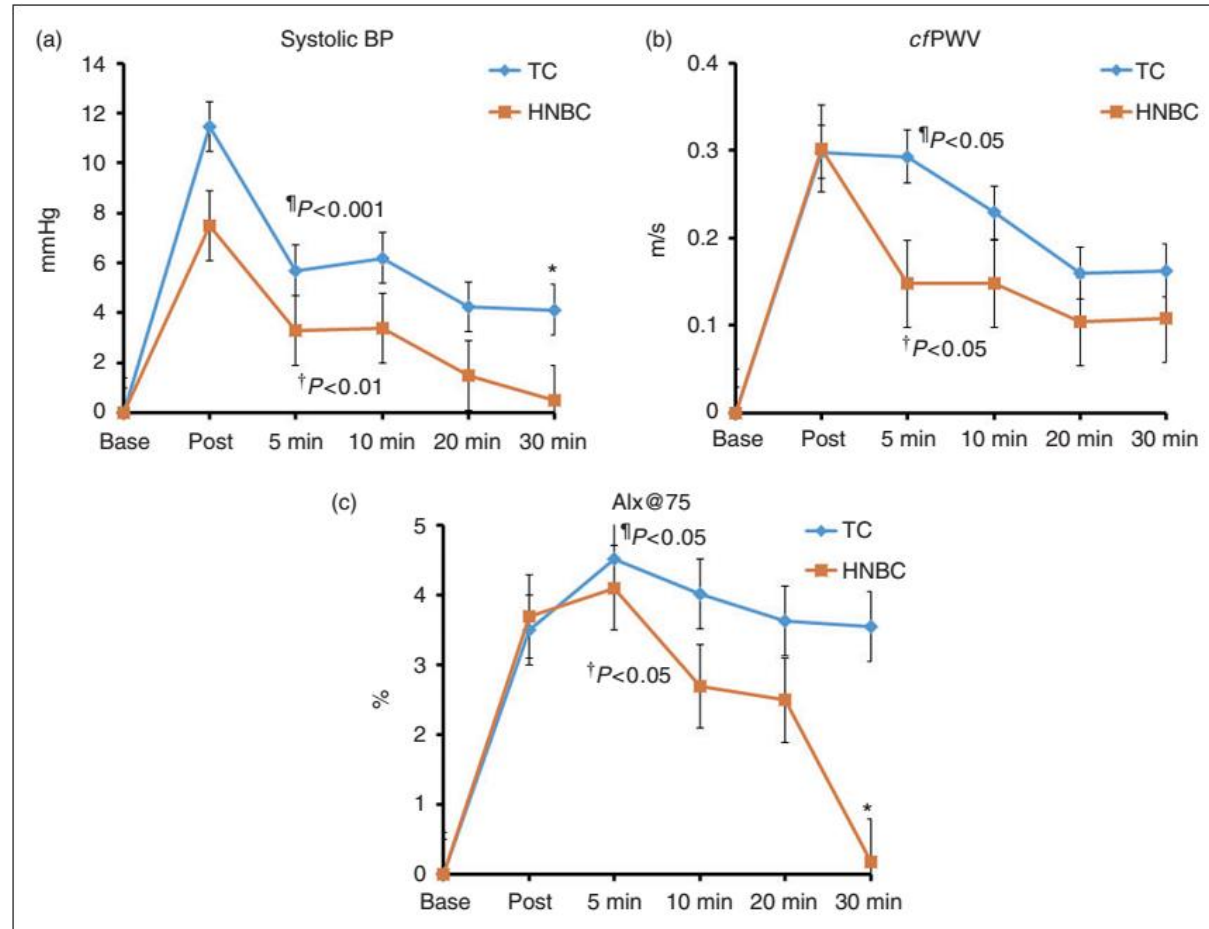 (a) Systolic BP
14
12
10
8
6
4
2
0
mmHg
TC
HNBC
¶P<0.001
†P<0.01
*
Base Post 5 min 10 min 20 min 30 min
(b) cfPWV
0.4
0.3
0.2
0.1
0
m/s
TC
HNBC
¶P<0.05
†P<0.05
Base Post 5 min 10 min 20 min 30 min
(c) Alx@75
5
4
3
2
1
0
%
TC
HNBC
¶P<0.05
†P<0.05
*
Base Post 5 min 10 min 20 min 30 min